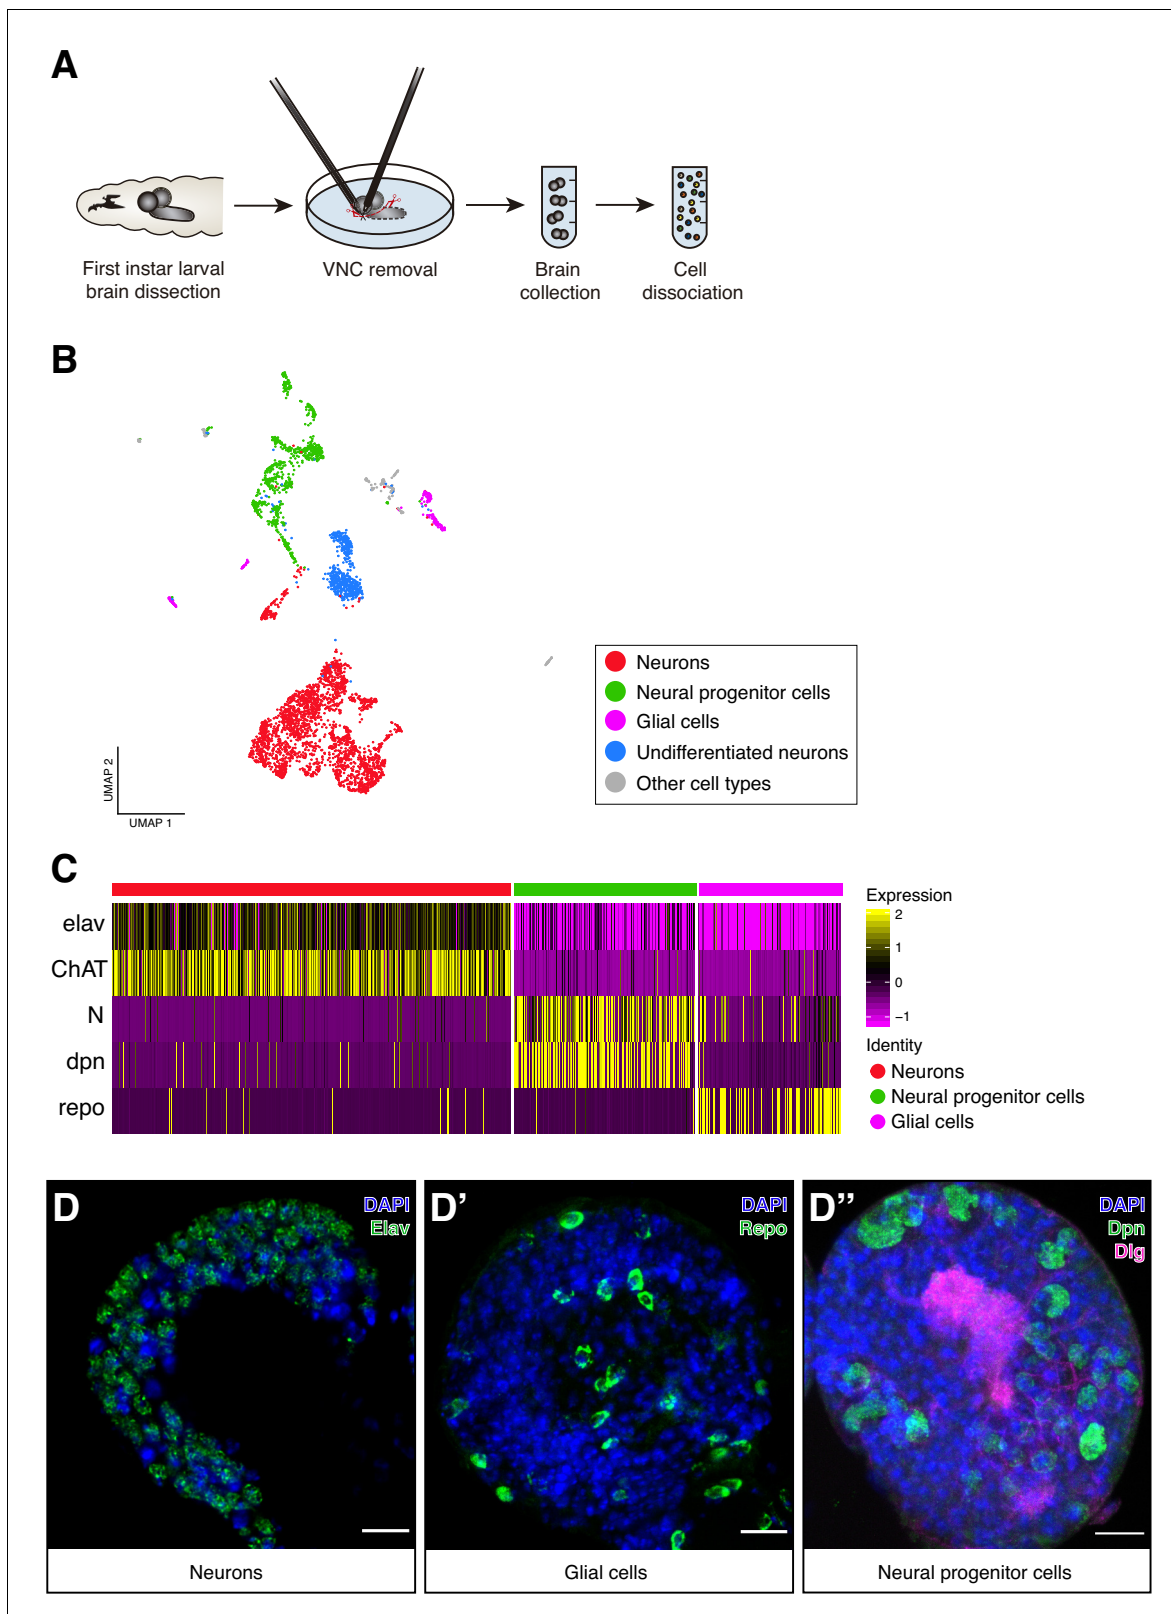 A
First instar larval
brain dissection
VNC removal
Brain
collection
Cell
dissociation
B
UMAP 2
UMAP 1
Neurons
Neural progenitor cells
Glial cells
Undifferentiated neurons
Other cell types
C
elav
ChAT
N
dpn
repo
Expression
2
1
0
−1
Identity
Neurons
Neural progenitor cells
Glial cells
D
DAPI
Elav
Neurons
D’
DAPI
Repo
Glial cells
D’’
DAPI
Dpn
Dlg
Neural progenitor cells